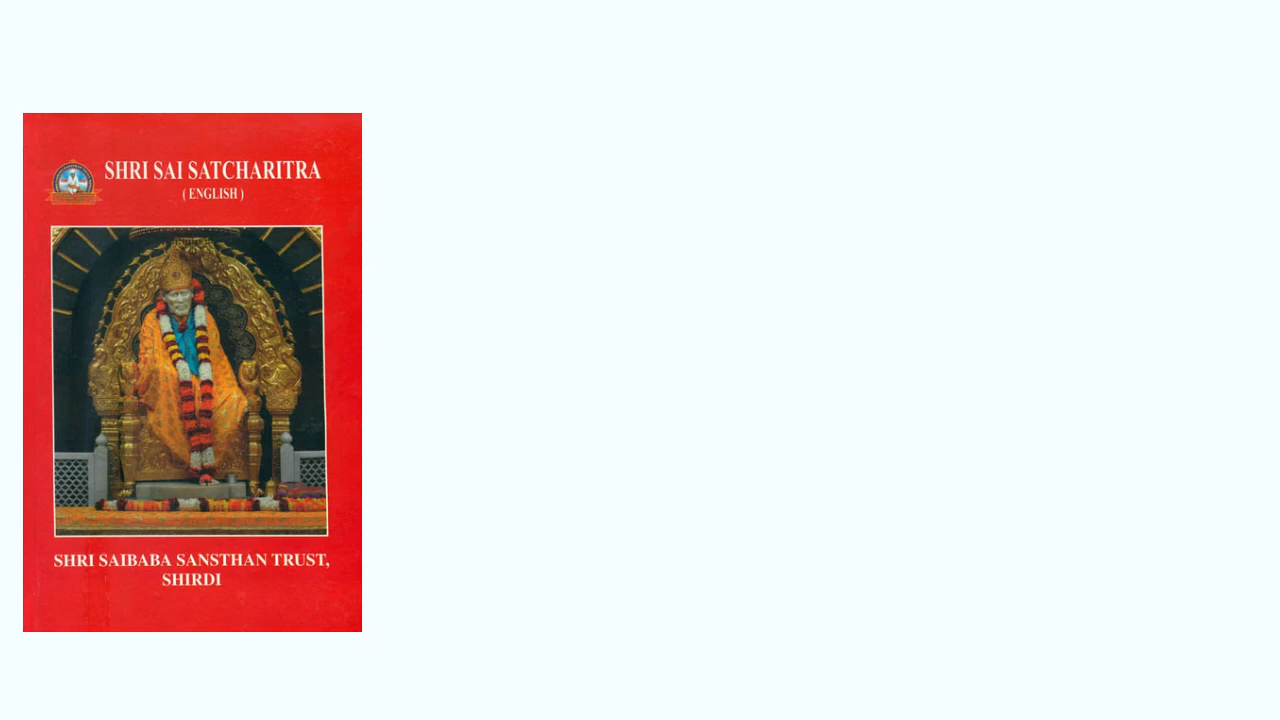 SHRI SAI SATCHARITRA
( ENGLISH )
SHRI SAIBABA SANSTHAN TRUST,
SHIRDI